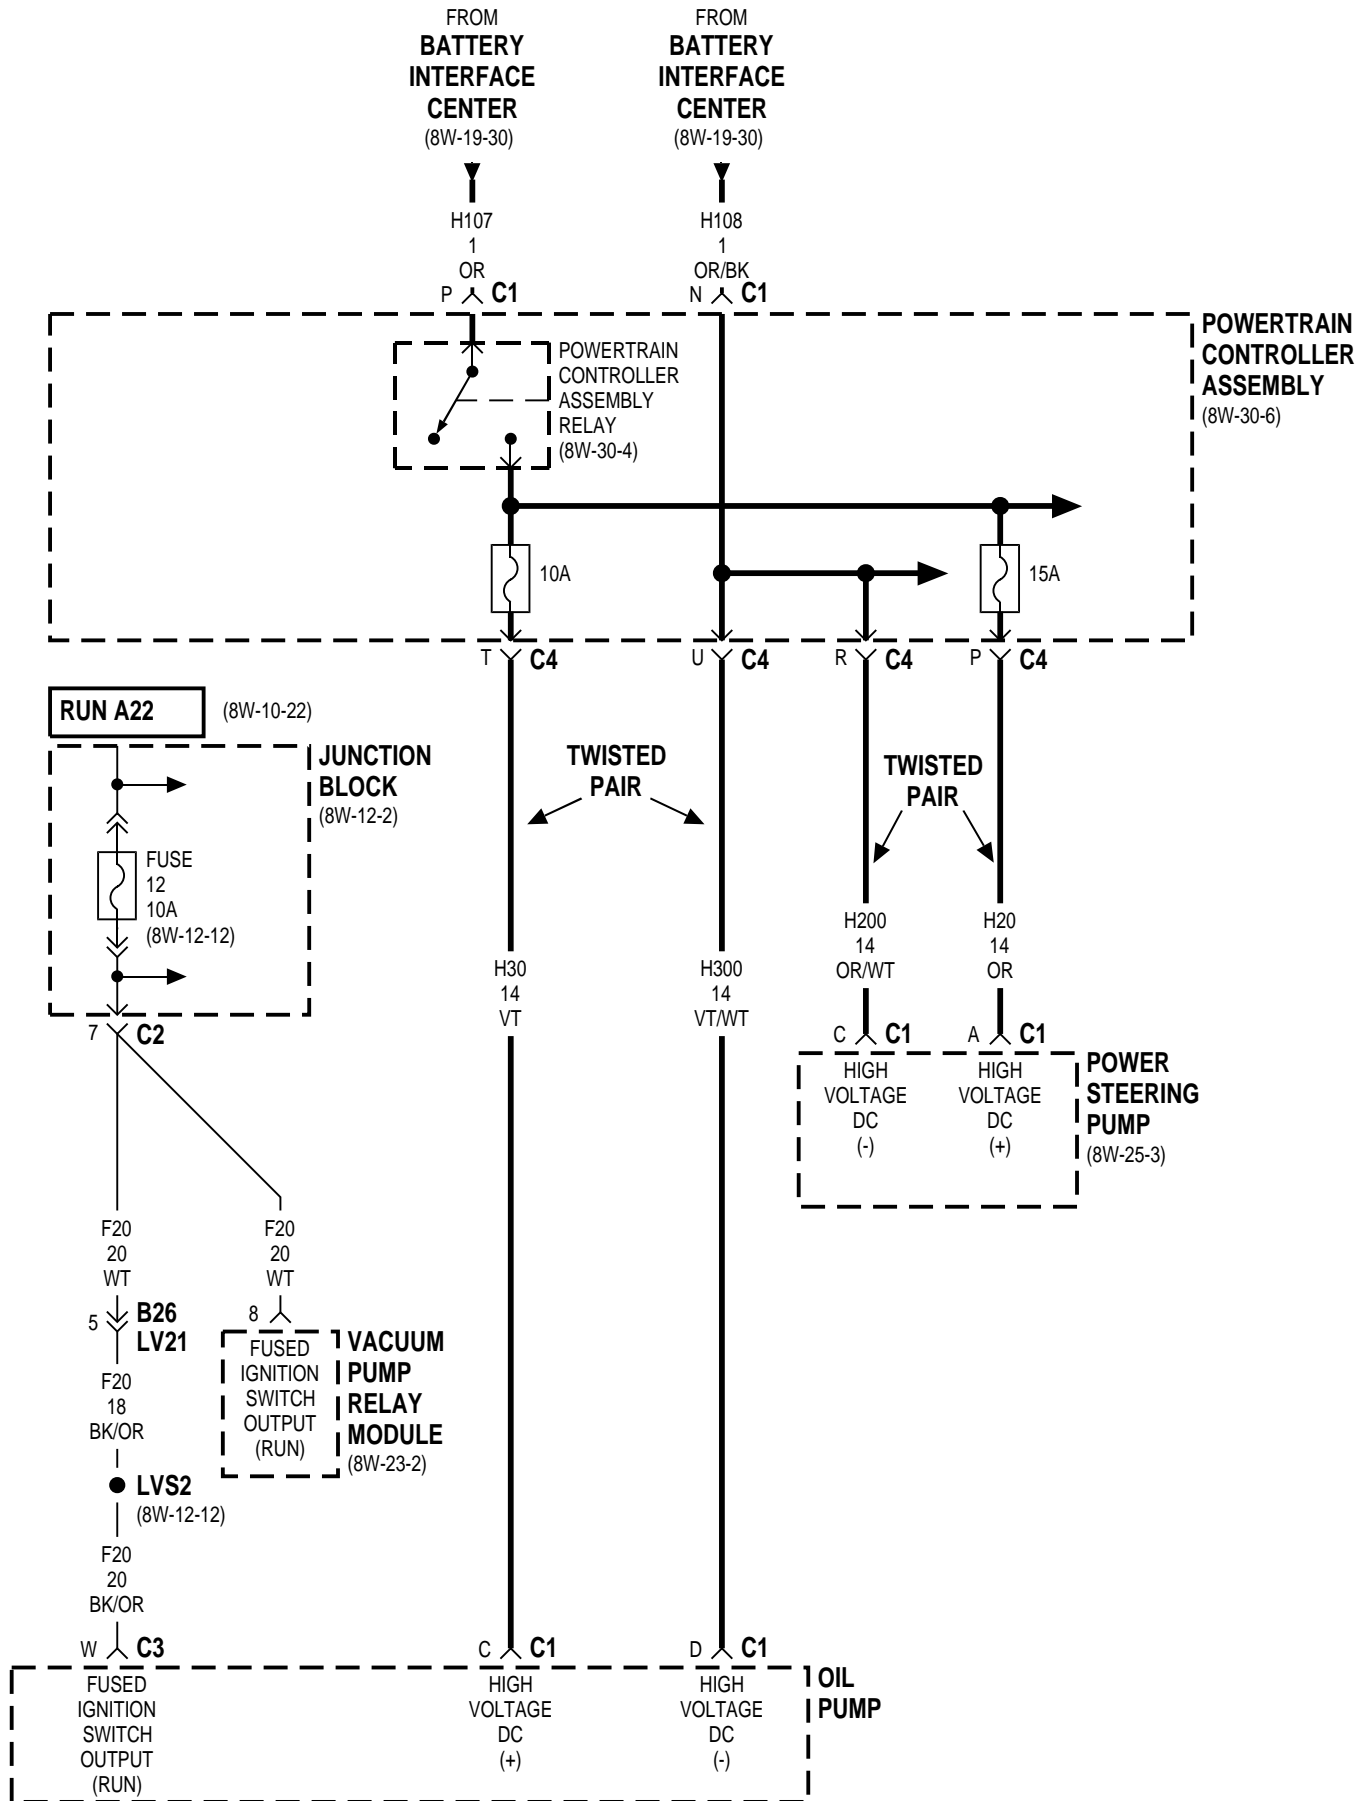 FROM
BATTERY
INTERFACE
CENTER
(8W-19-30)
FROM
BATTERY
INTERFACE
CENTER
(8W-19-30)
H107
1
OR
P C1
H108
1
OR/BK
N C1
POWERTRAIN
CONTROLLER
ASSEMBLY
(8W-30-6)
POWERTRAIN
CONTROLLER
ASSEMBLY
RELAY
(8W-30-4)
10A
15A
T C4
U C4
R C4
P C4
RUN A22
(8W-10-22)
JUNCTION
BLOCK
(8W-12-2)
FUSE
12
10A
(8W-12-12)
7 C2
TWISTED
PAIR
TWISTED
PAIR
H30
14
VT
H300
14
VT/WT
H200
14
OR/WT
H20
14
OR
C C1
A C1
HIGH
VOLTAGE
DC
(-)
HIGH
VOLTAGE
DC
(+)
POWER
STEERING
PUMP
(8W-25-3)
F20
20
WT
F20
20
WT
5
B26
LV21
8
FUSED
IGNITION
SWITCH
OUTPUT
(RUN)
VACUUM
PUMP
RELAY
MODULE
(8W-23-2)
F20
18
BK/OR
LVS2
(8W-12-12)
F20
20
BK/OR
W C3
C C1
D C1
FUSED
IGNITION
SWITCH
OUTPUT
(RUN)
HIGH
VOLTAGE
DC
(+)
HIGH
VOLTAGE
DC
(-)
OIL
PUMP